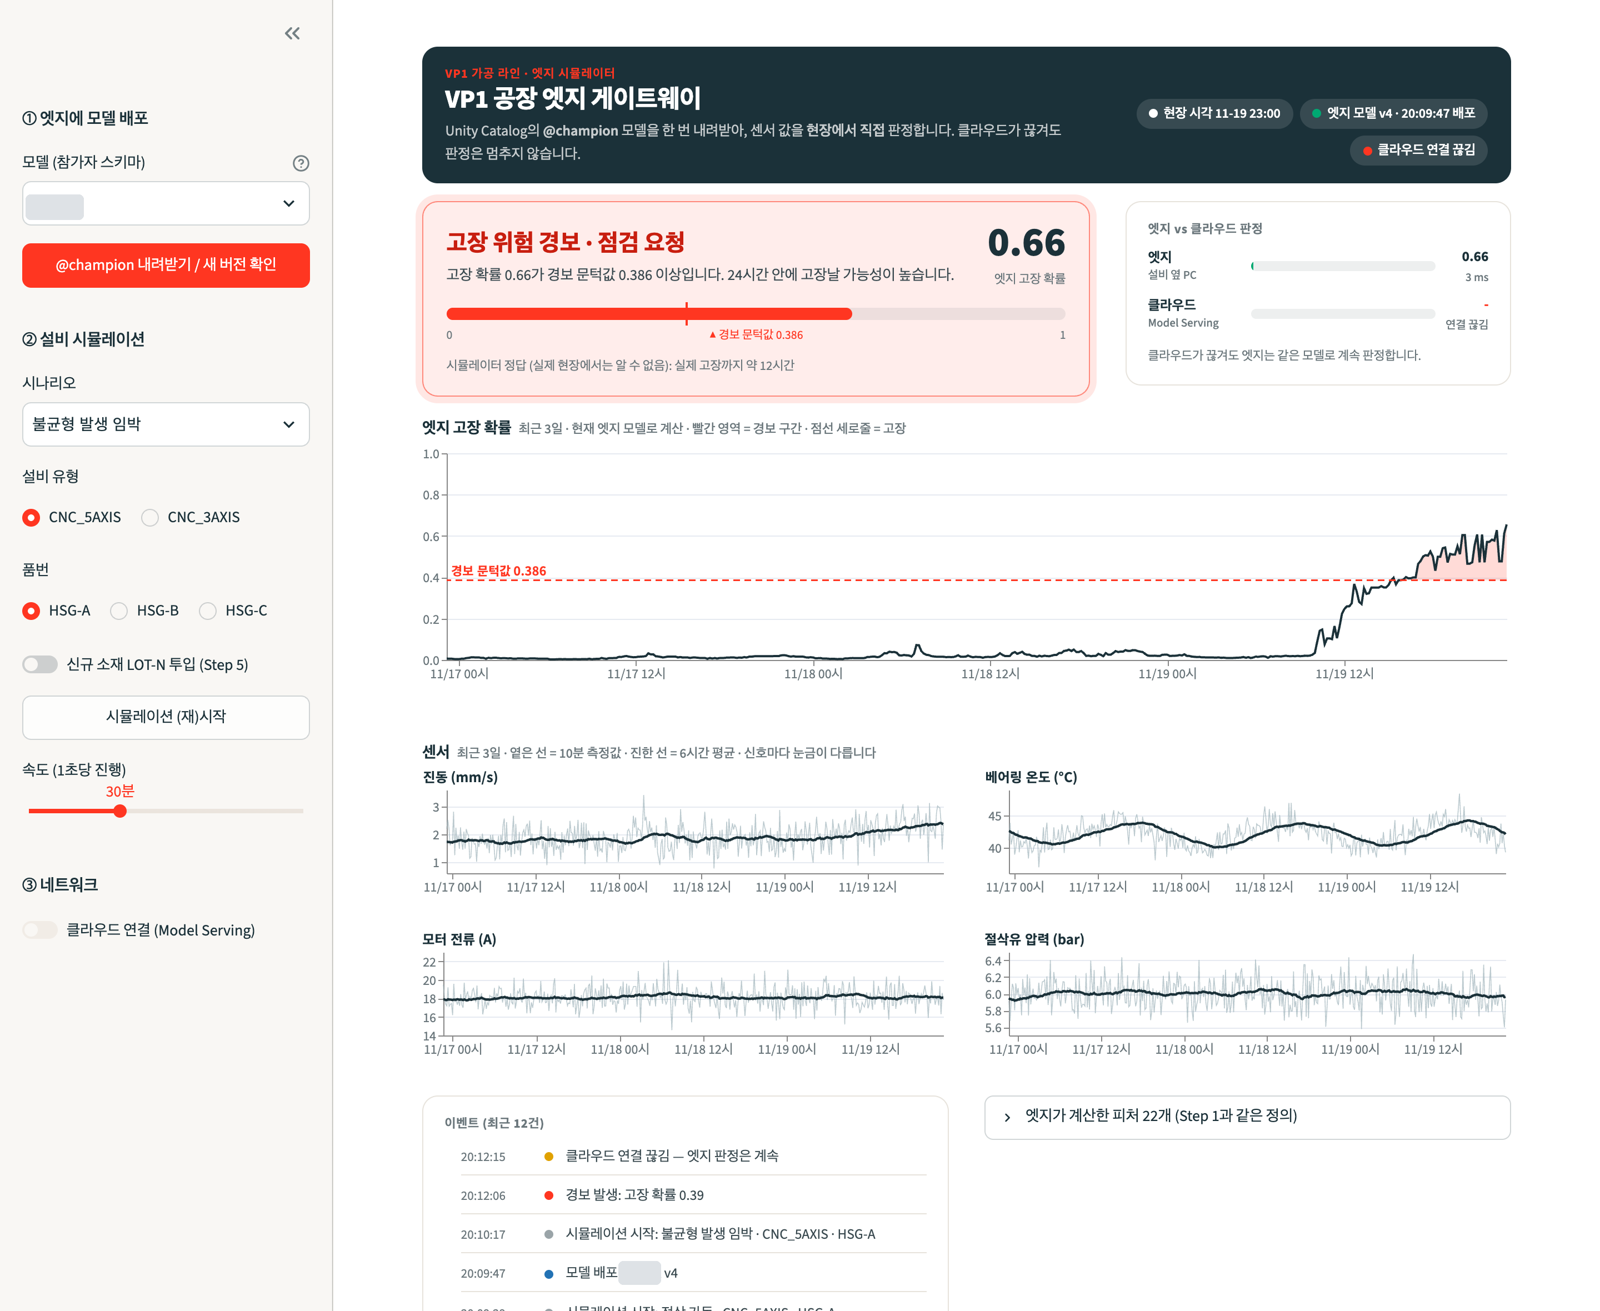 ① 엣지에 모델 배포
모델 (참가자 스키마)
@champion 내려받기 / 새 버전 확인
② 설비 시뮬레이션
시나리오
불균형 발생 임박
설비 유형
CNC_5AXIS CNC_3AXIS
품번
HSG-A HSG-B HSG-C
신규 소재 LOT-N 투입 (Step 5)
시뮬레이션 (재)시작
속도 (1초당 진행)
30분
③ 네트워크
클라우드 연결 (Model Serving)
VP1 가공 라인 · 엣지 시뮬레이터
VP1 공장 엣지 게이트웨이
Unity Catalog의 @champion 모델을 한 번 내려받아, 센서 값을 현장에서 직접 판정합니다. 클라우드가 끊겨도
판정은 멈추지 않습니다.
현장 시각 11-19 23:00
엣지 모델 v4 · 20:09:47 배포
클라우드 연결 끊김
고장 위험 경보 · 점검 요청
고장 확률 0.66가 경보 문턱값 0.386 이상입니다. 24시간 안에 고장날 가능성이 높습니다.
0.66
엣지 고장 확률
0
▲ 경보 문턱값 0.386
1
시뮬레이터 정답 (실제 현장에서는 알 수 없음): 실제 고장까지 약 12시간
엣지 vs 클라우드 판정
엣지 0.66
설비 옆 PC 3 ms
클라우드 -
Model Serving 연결 끊김
클라우드가 끊겨도 엣지는 같은 모델로 계속 판정합니다.
엣지 고장 확률 최근 3일 · 현재 엣지 모델로 계산 · 빨간 영역 = 경보 구간 · 점선 세로줄 = 고장
1.0
0.8
0.6
경보 문턱값 0.386
0.4
0.2
0.0
11/17 00시 11/17 12시 11/18 00시 11/18 12시 11/19 00시 11/19 12시
센서 최근 3일 · 옅은 선 = 10분 측정값 · 진한 선 = 6시간 평균 · 신호마다 눈금이 다릅니다
진동 (mm/s)
3
2
1
11/17 00시 11/17 12시 11/18 00시 11/18 12시 11/19 00시 11/19 12시
베어링 온도 (°C)
45
40
11/17 00시 11/17 12시 11/18 00시 11/18 12시 11/19 00시 11/19 12시
모터 전류 (A)
22
20
18
16
14
11/17 00시 11/17 12시 11/18 00시 11/18 12시 11/19 00시 11/19 12시
절삭유 압력 (bar)
6.4
6.2
6.0
5.8
5.6
11/17 00시 11/17 12시 11/18 00시 11/18 12시 11/19 00시 11/19 12시
이벤트 (최근 12건)
20:12:15 클라우드 연결 끊김 — 엣지 판정은 계속
20:12:06 경보 발생: 고장 확률 0.39
20:10:17 시뮬레이션 시작: 불균형 발생 임박 · CNC_5AXIS · HSG-A
20:09:47 모델 배포 v4
엣지가 계산한 피처 22개 (Step 1과 같은 정의)